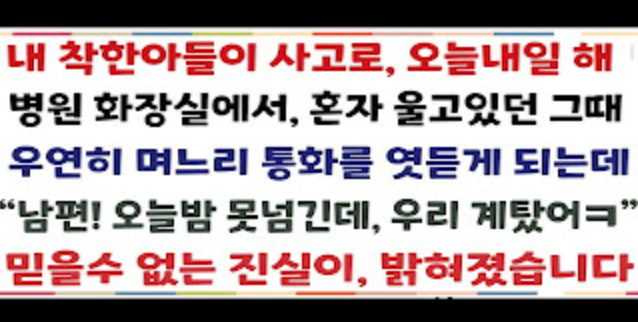 내 착한아들이 사고로, 오늘내일 해
병원 화장실에서, 혼자 울고있던 그때
우연히 며느리 통화를 엿듣게 되는데
“남편! 오늘밤 못넘긴데, 우리 계탔어ㅋ”
믿을수 없는 진실이, 밝혀졌습니다